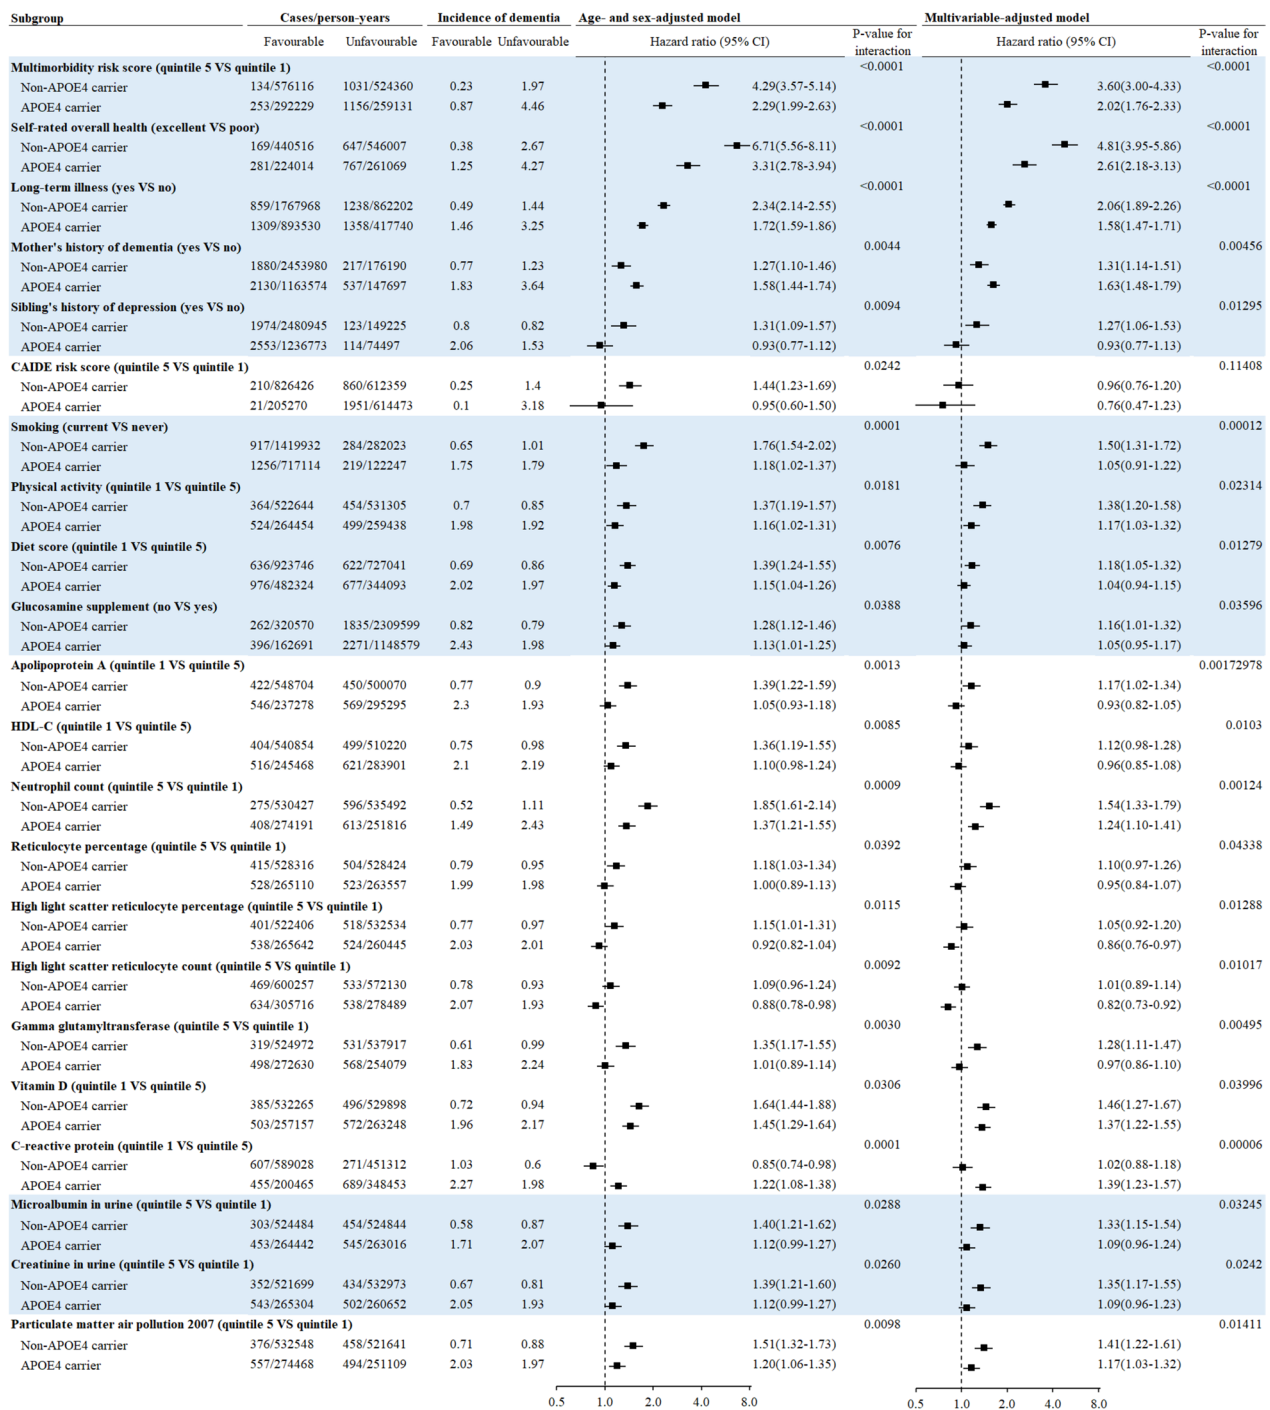 Subgroup Cases/person-years Incidence of dementia Age- and sex-adjusted model Multivariable-adjusted model
Favourable Unfavourable Favourable Unfavourable Hazard ratio (95% CI) P-value for interaction Hazard ratio (95% CI) P-value for interaction
Multimorbidity risk score (quintile 5 VS quintile 1) <0.0001 <0.0001
Non-APOE4 carrier 134/576116 1031/524360 0.23 1.97 4.29(3.57-5.14) 3.60(3.00-4.33)
APOE4 carrier 253/292229 1156/259131 0.87 4.46 2.29(1.99-2.63) 2.02(1.76-2.33)
Self-rated overall health (excellent VS poor) <0.0001 <0.0001
Non-APOE4 carrier 169/440516 647/546007 0.38 2.67 6.71(5.56-8.11) 4.81(3.95-5.86)
APOE4 carrier 281/224014 767/261069 1.25 4.27 3.31(2.78-3.94) 2.61(2.18-3.13)
Long-term illness (yes VS no) <0.0001 <0.0001
Non-APOE4 carrier 859/1767968 1238/862202 0.49 1.44 2.34(2.14-2.55) 2.06(1.89-2.26)
APOE4 carrier 1309/893530 1358/417740 1.46 3.25 1.72(1.59-1.86) 1.58(1.47-1.71)
Mother's history of dementia (yes VS no) 0.0044 0.00456
Non-APOE4 carrier 1880/2453980 217/176190 0.77 1.23 1.27(1.10-1.46) 1.31(1.14-1.51)
APOE4 carrier 2130/1163574 537/147697 1.83 3.64 1.58(1.44-1.74) 1.63(1.48-1.79)
Sibling's history of depression (yes VS no) 0.0094 0.01295
Non-APOE4 carrier 1974/2480945 123/149225 0.8 0.82 1.31(1.09-1.57) 1.27(1.06-1.53)
APOE4 carrier 2553/1236773 114/74497 2.06 1.53 0.93(0.77-1.12) 0.93(0.77-1.13)
CAIDE risk score (quintile 5 VS quintile 1) 0.0242 0.11408
Non-APOE4 carrier 210/826426 860/612359 0.25 1.4 1.44(1.23-1.69) 0.96(0.76-1.20)
APOE4 carrier 21/205270 1951/614473 0.1 3.18 0.95(0.60-1.50) 0.76(0.47-1.23)
Smoking (current VS never) 0.0001 0.00012
Non-APOE4 carrier 917/1419932 284/282023 0.65 1.01 1.76(1.54-2.02) 1.50(1.31-1.72)
APOE4 carrier 1256/717114 219/122247 1.75 1.79 1.18(1.02-1.37) 1.05(0.91-1.22)
Physical activity (quintile 1 VS quintile 5) 0.0181 0.02314
Non-APOE4 carrier 364/522644 454/531305 0.7 0.85 1.37(1.19-1.57) 1.38(1.20-1.58)
APOE4 carrier 524/264454 499/259438 1.98 1.92 1.16(1.02-1.31) 1.17(1.03-1.32)
Diet score (quintile 1 VS quintile 5) 0.0076 0.01279
Non-APOE4 carrier 636/923746 622/727041 0.69 0.86 1.39(1.24-1.55) 1.18(1.05-1.32)
APOE4 carrier 976/482324 677/344093 2.02 1.97 1.15(1.04-1.26) 1.04(0.94-1.15)
Glucosamine supplement (no VS yes) 0.0388 0.03596
Non-APOE4 carrier 262/320570 1835/2309599 0.82 0.79 1.28(1.12-1.46) 1.16(1.01-1.32)
APOE4 carrier 396/162691 2271/1148579 2.43 1.98 1.13(1.01-1.25) 1.05(0.95-1.17)
Apolipoprotein A (quintile 1 VS quintile 5) 0.0013 0.00172978
Non-APOE4 carrier 422/548704 450/500070 0.77 0.9 1.39(1.22-1.59) 1.17(1.02-1.34)
APOE4 carrier 546/237278 569/295295 2.3 1.93 1.05(0.93-1.18) 0.93(0.82-1.05)
HDL-C (quintile 1 VS quintile 5) 0.0085 0.0103
Non-APOE4 carrier 404/540854 499/510220 0.75 0.98 1.36(1.19-1.55) 1.12(0.98-1.28)
APOE4 carrier 516/245468 621/283901 2.1 2.19 1.10(0.98-1.24) 0.96(0.85-1.08)
Neutrophil count (quintile 5 VS quintile 1) 0.0009 0.00124
Non-APOE4 carrier 275/530427 596/535492 0.52 1.11 1.85(1.61-2.14) 1.54(1.33-1.79)
APOE4 carrier 408/274191 613/251816 1.49 2.43 1.37(1.21-1.55) 1.24(1.10-1.41)
Reticulocyte percentage (quintile 5 VS quintile 1) 0.0392 0.04338
Non-APOE4 carrier 415/528316 504/528424 0.79 0.95 1.18(1.03-1.34) 1.10(0.97-1.26)
APOE4 carrier 528/265110 523/263557 1.99 1.98 1.00(0.89-1.13) 0.95(0.84-1.07)
High light scatter reticulocyte percentage (quintile 5 VS quintile 1) 0.0115 0.01288
Non-APOE4 carrier 401/522406 518/532534 0.77 0.97 1.15(1.01-1.31) 1.05(0.92-1.20)
APOE4 carrier 538/265642 524/260445 2.03 2.01 0.92(0.82-1.04) 0.86(0.76-0.97)
High light scatter reticulocyte count (quintile 5 VS quintile 1) 0.0092 0.01017
Non-APOE4 carrier 469/600257 533/572130 0.78 0.93 1.09(0.96-1.24) 1.01(0.89-1.14)
APOE4 carrier 634/305716 538/278489 2.07 1.93 0.88(0.78-0.98) 0.82(0.73-0.92)
Gamma glutamyltransferase (quintile 5 VS quintile 1) 0.0030 0.00495
Non-APOE4 carrier 319/524972 531/537917 0.61 0.99 1.35(1.17-1.55) 1.28(1.11-1.47)
APOE4 carrier 498/272630 568/254079 1.83 2.24 1.01(0.89-1.14) 0.97(0.86-1.10)
Vitamin D (quintile 1 VS quintile 5) 0.0306 0.03996
Non-APOE4 carrier 385/532265 496/529898 0.72 0.94 1.64(1.44-1.88) 1.46(1.27-1.67)
APOE4 carrier 503/257157 572/263248 1.96 2.17 1.45(1.29-1.64) 1.37(1.22-1.55)
C-reactive protein (quintile 1 VS quintile 5) 0.0001 0.00006
Non-APOE4 carrier 607/589028 271/451312 1.03 0.6 0.85(0.74-0.98) 1.02(0.88-1.18)
APOE4 carrier 455/200465 689/348453 2.27 1.98 1.22(1.08-1.38) 1.39(1.23-1.57)
Microalbumin in urine (quintile 5 VS quintile 1) 0.0288 0.03245
Non-APOE4 carrier 303/524484 454/524844 0.58 0.87 1.40(1.21-1.62) 1.33(1.15-1.54)
APOE4 carrier 453/264442 545/263016 1.71 2.07 1.12(0.99-1.27) 1.09(0.96-1.24)
Creatinine in urine (quintile 5 VS quintile 1) 0.0260 0.0242
Non-APOE4 carrier 352/521699 434/532973 0.67 0.81 1.39(1.21-1.60) 1.35(1.17-1.55)
APOE4 carrier 543/265304 502/260652 2.05 1.93 1.12(0.99-1.27) 1.09(0.96-1.23)
Particulate matter air pollution 2007 (quintile 5 VS quintile 1) 0.0098 0.01411
Non-APOE4 carrier 376/532548 458/521641 0.71 0.88 1.51(1.32-1.73) 1.41(1.22-1.61)
APOE4 carrier 557/274468 494/251109 2.03 1.97 1.20(1.06-1.35) 1.17(1.03-1.32)
0.5 1.0 2.0 4.0 8.0 0.5 1.0 2.0 4.0 8.0